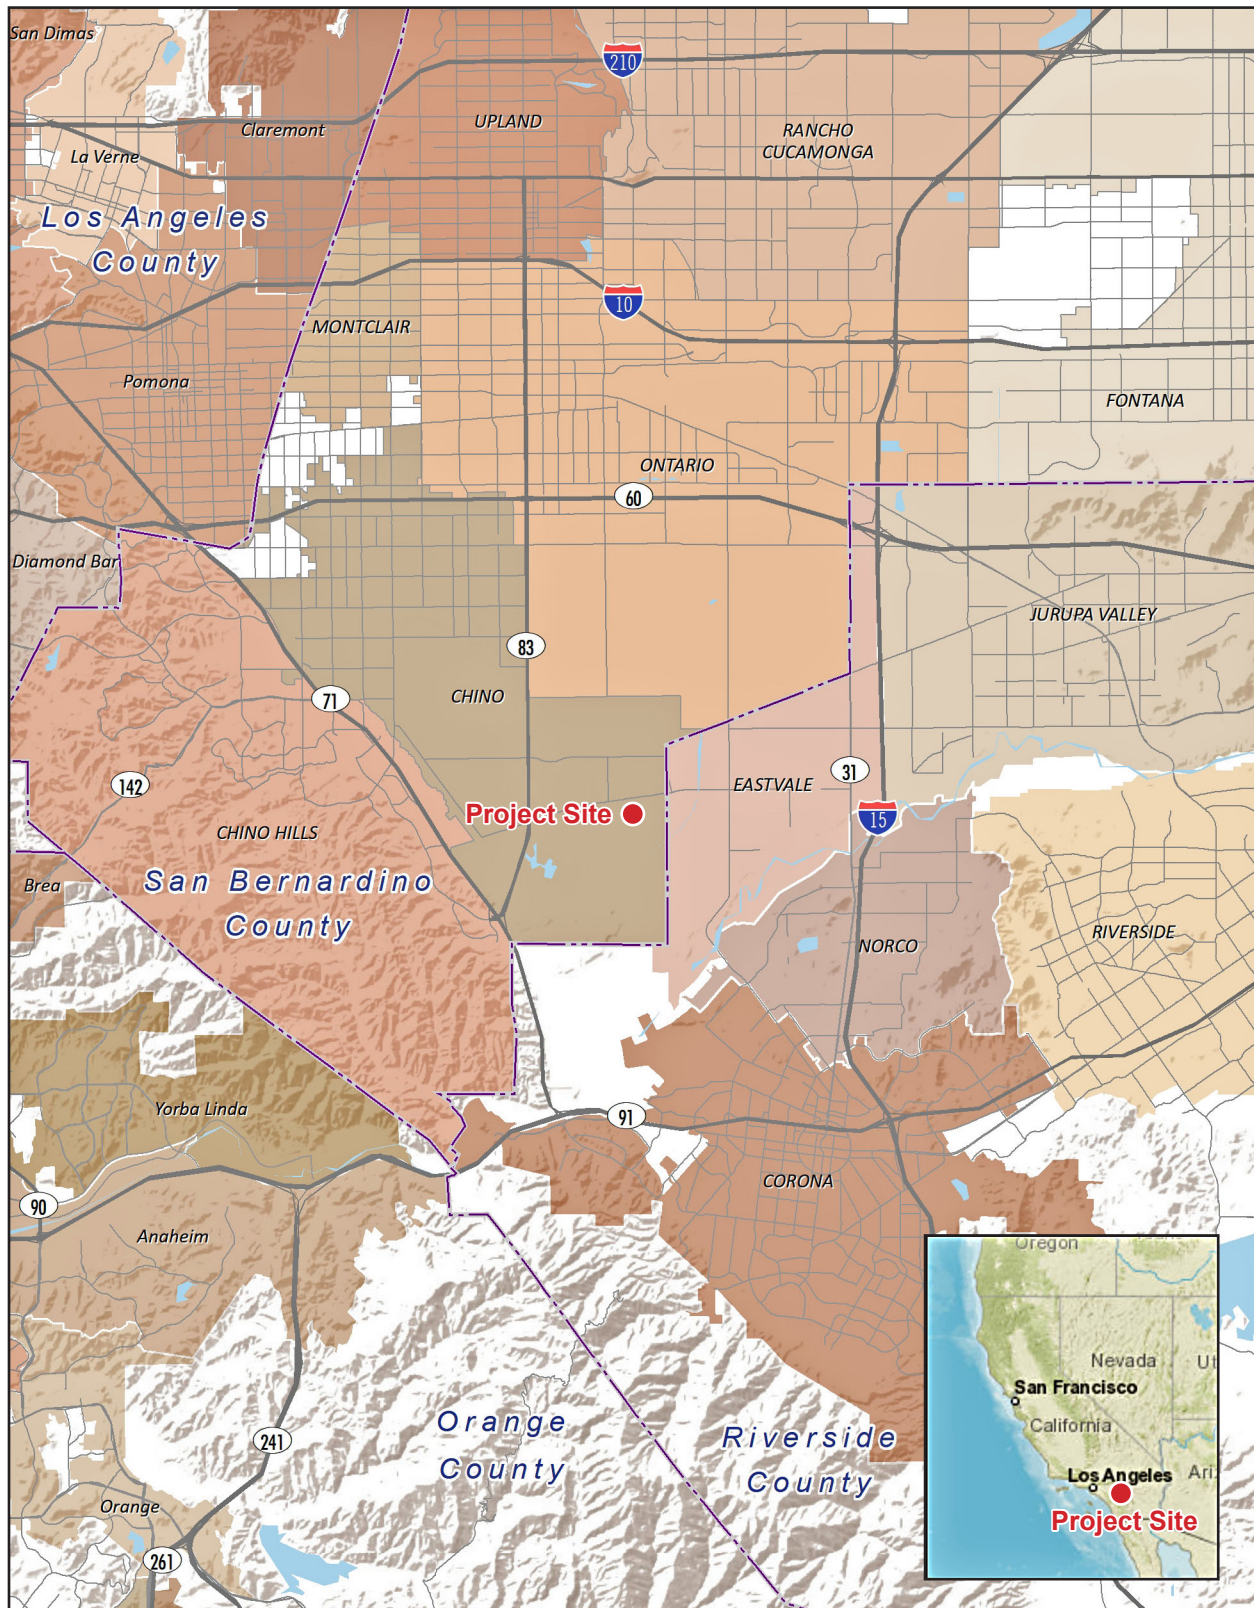 San Dimas
210
UPLAND
Claremont
RANCHO
CUCAMONGA
La Verne
Los Angeles
County
10
MONTCLAIR
Pomona
FONTANA
ONTARIO
60
Diamond Bar
JURUPA VALLEY
83
CHINO
71
31
142
EASTVALE
Project Site
15
CHINO HILLS
San Bernardino
County
Brea
NORCO
RIVERSIDE
Yorba Linda
91
CORONA
90
Anaheim
Oregon
Nevada
Ut
San Francisco
California
Orange
County
Riverside
County
241
Los Angeles
Ari
Project Site
Orange
261